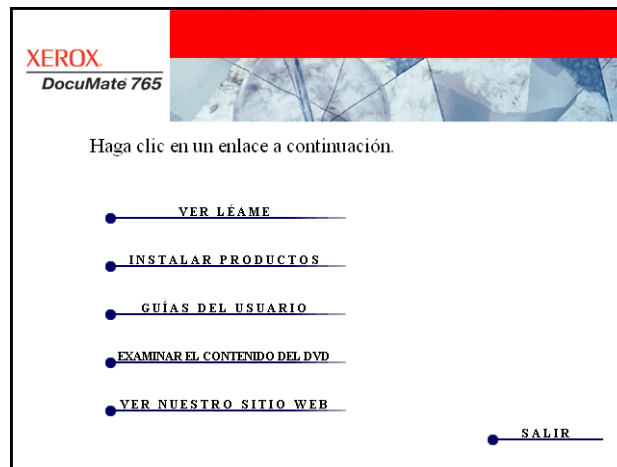 XEROX.
DocuMate 765
Haga clic en un enlace a continuación.
VER LÉAME
INSTALAR PRODUCTOS
GUÍAS DEL USUARIO
EXAMINAR EL CONTENIDO DEL DVD
VER NUESTRO SITIO WEB
SALIR